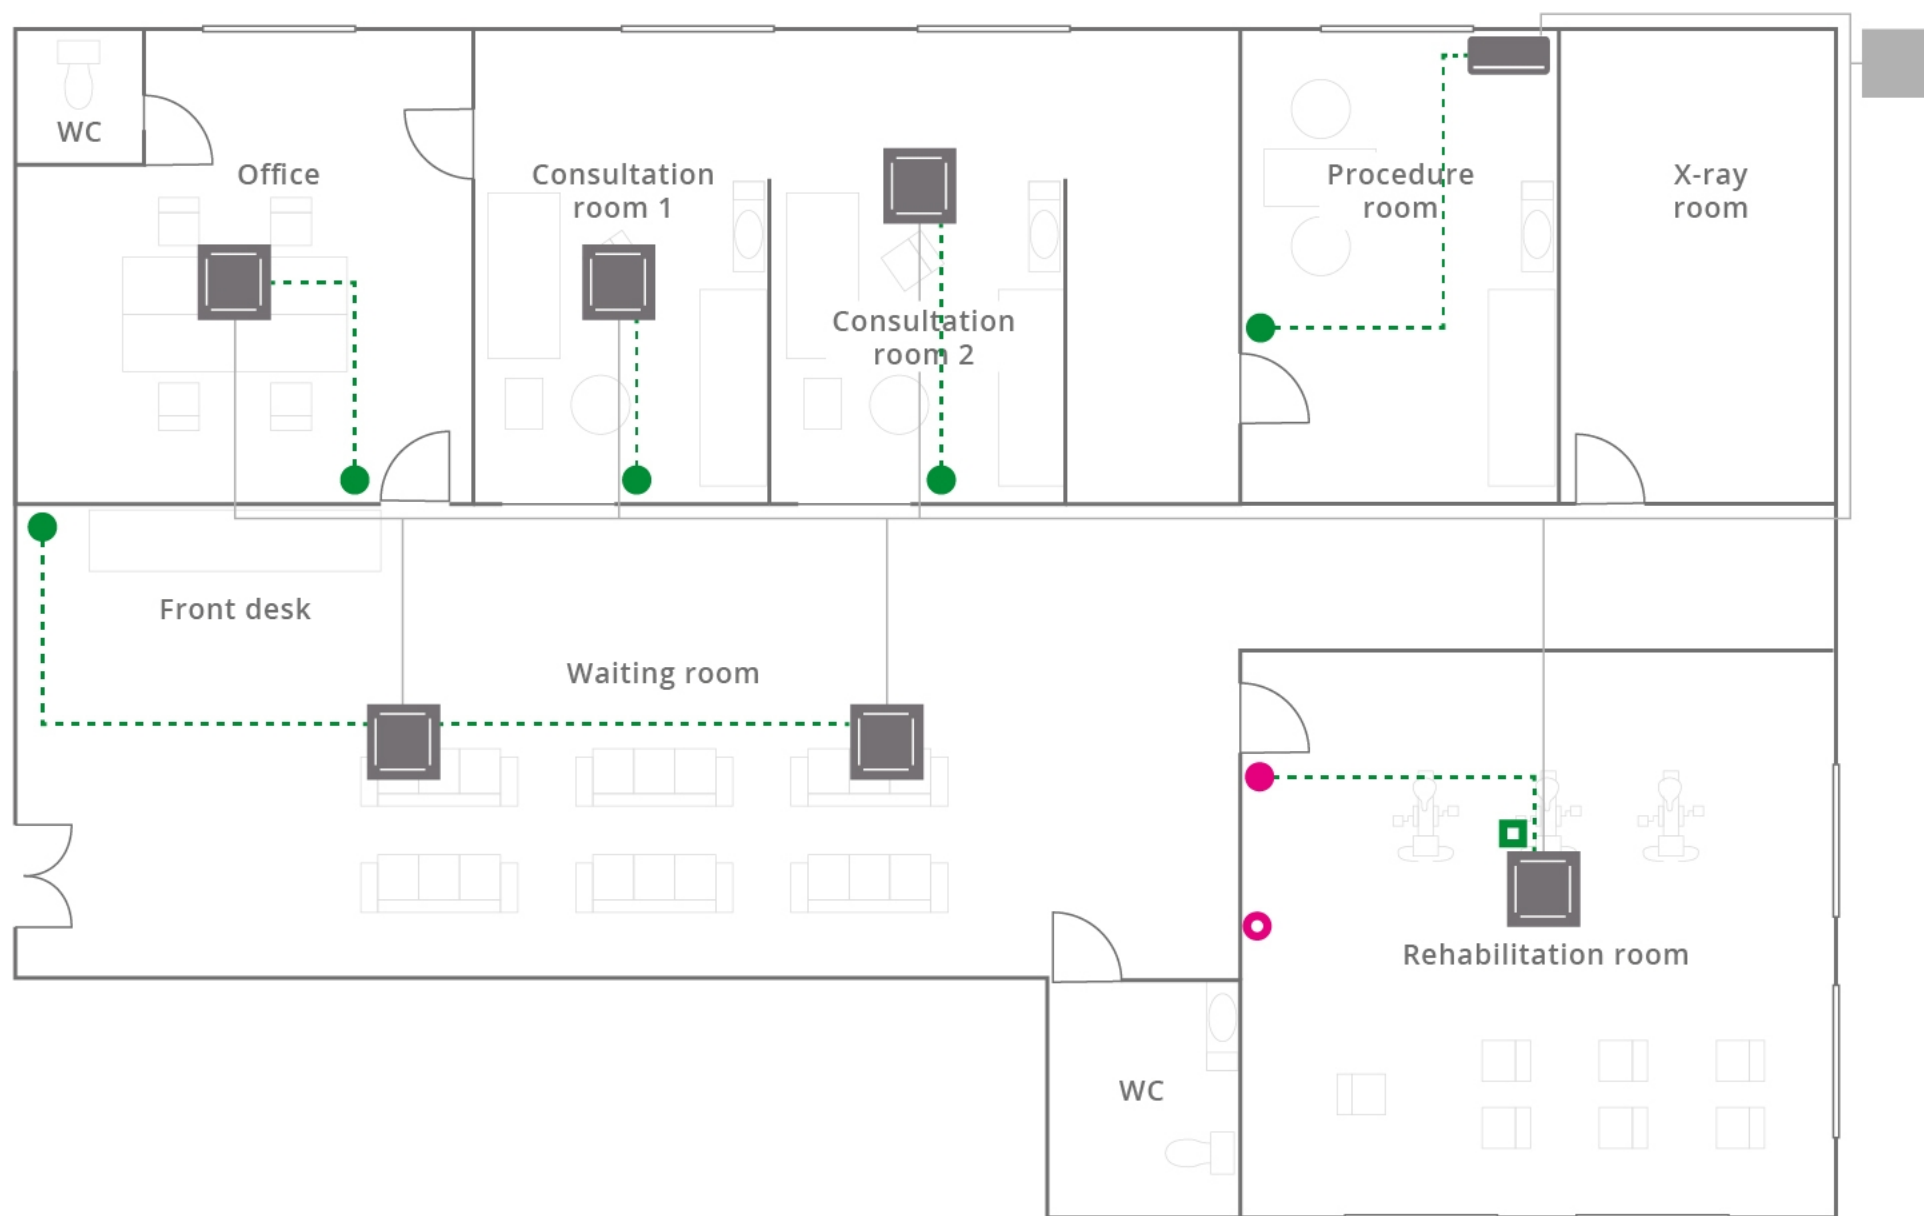 WC
Office
Consultation
room 1
Consultation
room 2
Procedure
room
X-ray
room
Front desk
Waiting room
Rehabilitation room
WC